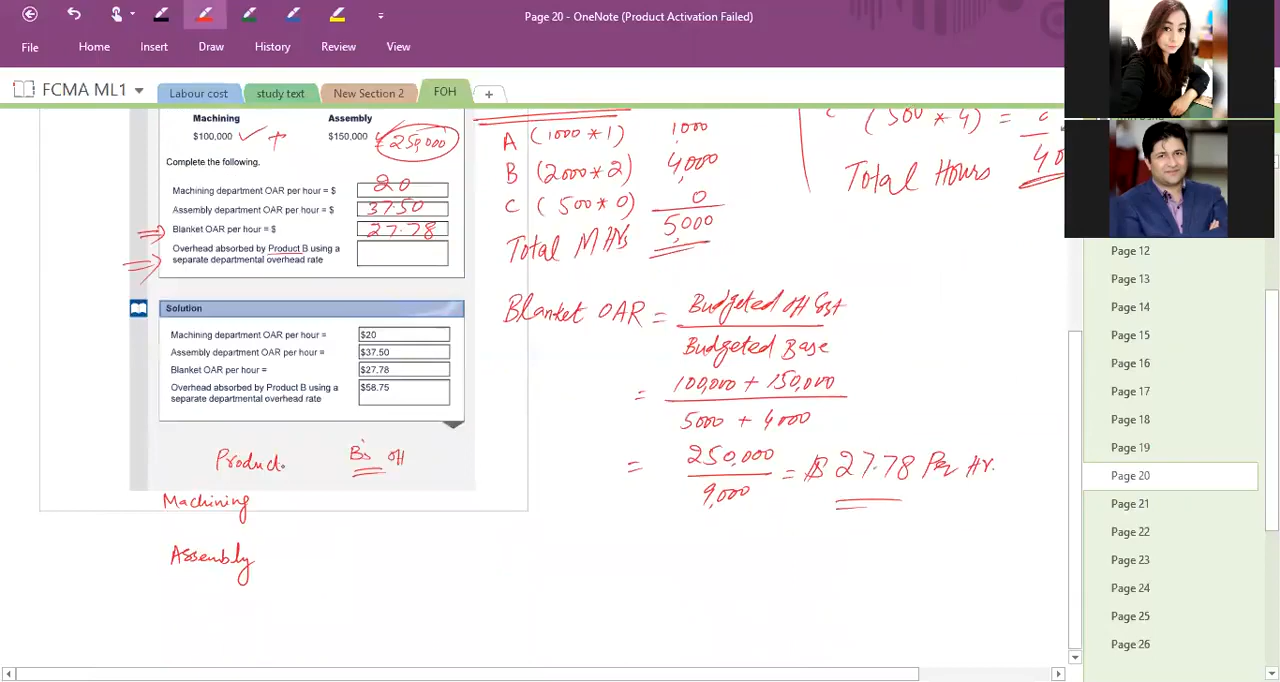 Page 20 - OneNote (Product Activation Failed)
File Home Insert Draw History Review View
FCMA ML1
Labour cost study text New Section 2 FOH +
Machining Assembly
$100,000 + $150,000 250,000
Complete the following.
Machining department OAR per hour = $ 20
Assembly department OAR per hour = $ 37.50
Blanket OAR per hour = $ 27.78
Overhead absorbed by Product B using a
separate departmental overhead rate
Solution
Machining department OAR per hour = $20
Assembly department OAR per hour = $37.50
Blanket OAR per hour = $27.78
Overhead absorbed by Product B using a $58.75
separate departmental overhead rate
Product B's OH
Machining
Assembly
A (1000*1) 1000
B (2000*2) 4,000
C (500*0) 0
Total MHrs 5,000
(500*4) =
Total Hours 40
Blanket OAR = Budgeted OH Cost
Budgeted Base
= 100,000 + 150,000
5000 + 4000
= 250,000
9,000
= $27.78 Per Hr.
Page 12
Page 13
Page 14
Page 15
Page 16
Page 17
Page 18
Page 19
Page 20
Page 21
Page 22
Page 23
Page 24
Page 25
Page 26